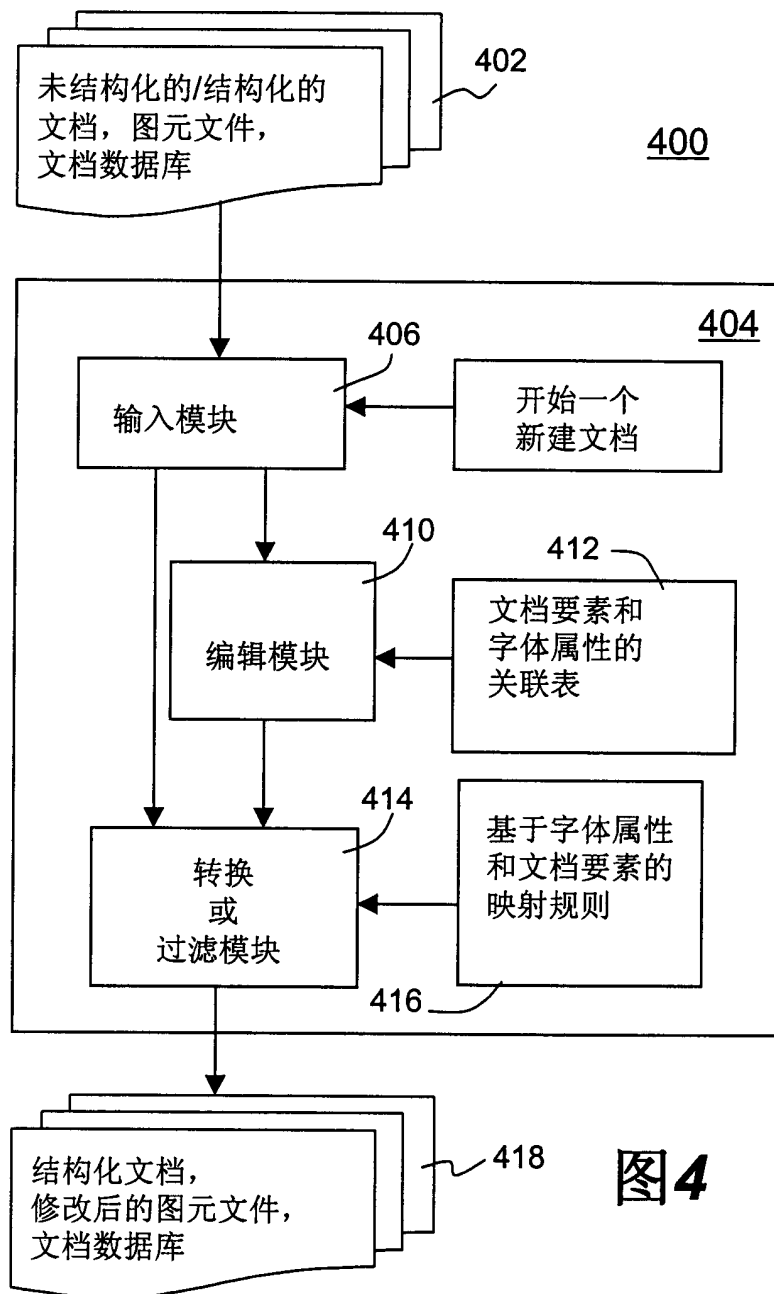 未结构化的/结构化的
文档，图元文件，
文档数据库
402
400
404
406
输入模块
开始一个
新建文档
410
412
编辑模块
文档要素和
字体属性的
关联表
414
转换
或
过滤模块
基于字体属性
和文档要素的
映射规则
416
结构化文档，
修改后的图元文件，
文档数据库
418
图4